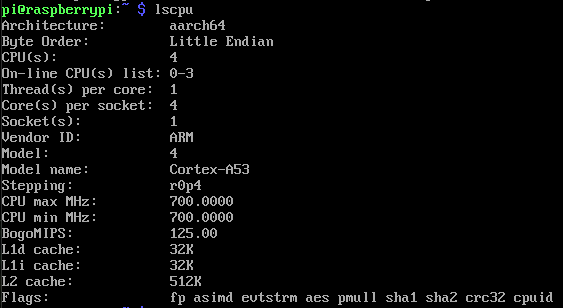 pi@raspberrypi:~ $ lscpu
Architecture: aarch64
Byte Order: Little Endian
CPU(s): 4
On-line CPU(s) list: 0-3
Thread(s) per core: 1
Core(s) per socket: 4
Socket(s): 1
Vendor ID: ARM
Model: 4
Model name: Cortex-A53
Stepping: r0p4
CPU max MHz: 700.0000
CPU min MHz: 700.0000
BogoMIPS: 125.00
L1d cache: 32K
L1i cache: 32K
L2 cache: 512K
Flags: fp asimd evtstrm aes pmull sha1 sha2 crc32 cpuid